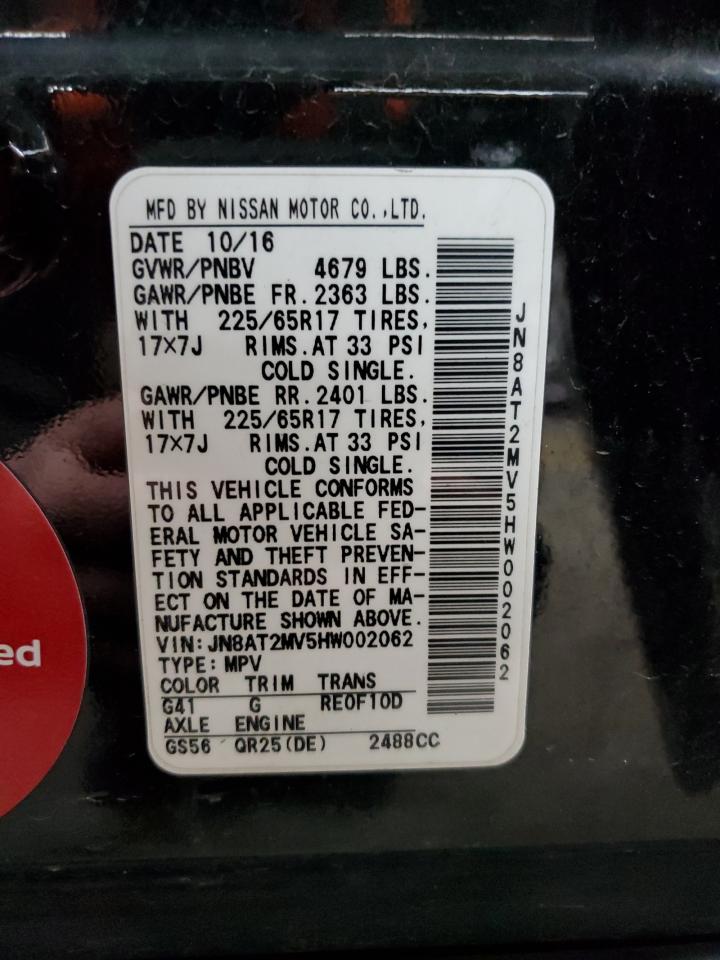 MFD BY NISSAN MOTOR CO.,LTD.
DATE 10/16
GVWR/PNBV 4679 LBS.
GAWR/PNBE FR.2363 LBS.
WITH 225/65R17 TIRES,
17×7J RIMS.AT 33 PSI
COLD SINGLE.
GAWR/PNBE RR.2401 LBS.
WITH 225/65R17 TIRES,
17×7J RIMS.AT 33 PSI
COLD SINGLE.
THIS VEHICLE CONFORMS
TO ALL APPLICABLE FED-
ERAL MOTOR VEHICLE SA-
FETY AND THEFT PREVEN-
TION STANDARDS IN EFF-
ECT ON THE DATE OF MA-
NUFACTURE SHOWN ABOVE.
VIN:JN8AT2MV5HW002062
TYPE:MPV
COLOR TRIM TRANS
G41 G RE0F10D
AXLE ENGINE
GS56 QR25(DE) 2488CC
JN8AT2MV5HW002062
ed